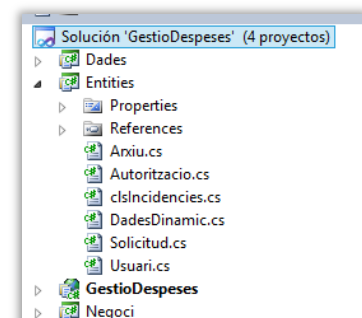 Solución 'GestioDespeses' (4 proyectos)
Dades
Entities
Properties
References
Arxiu.cs
Autoritzacio.cs
clsIncidencies.cs
DadesDinamic.cs
Solicitud.cs
Usuari.cs
GestioDespeses
Negoci